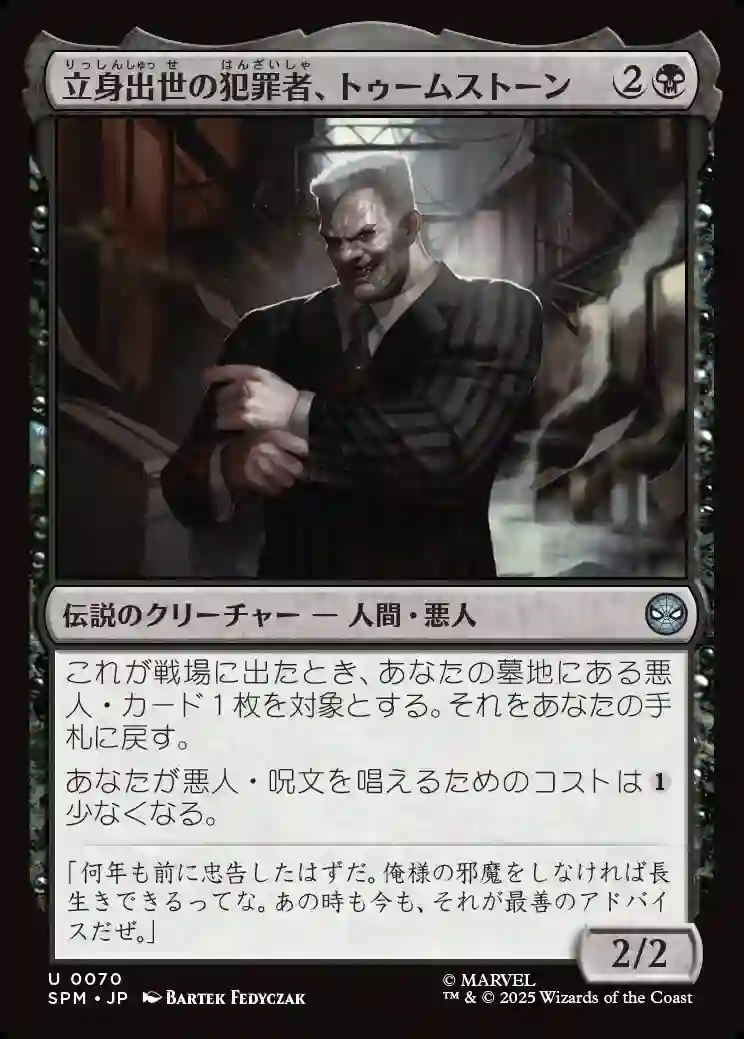 りっしんしゅっせ はんざいしゃ
立身出世の犯罪者、トゥームストーン 2
伝説のクリーチャー ― 人間・悪人
これが戦場に出たとき、あなたの墓地にある悪
人・カード１枚を対象とする。それをあなたの手
札に戻す。
あなたが悪人・呪文を唱えるためのコストは 1
少なくなる。
「何年も前に忠告したはずだ。俺様の邪魔をしなければ長
生きできるってな。あの時も今も、それが最善のアドバイ
スだぜ。」
2/2
U 0070
SPM • JP BARTEK FEDYCZAK
© MARVEL
™ & © 2025 Wizards of the Coast